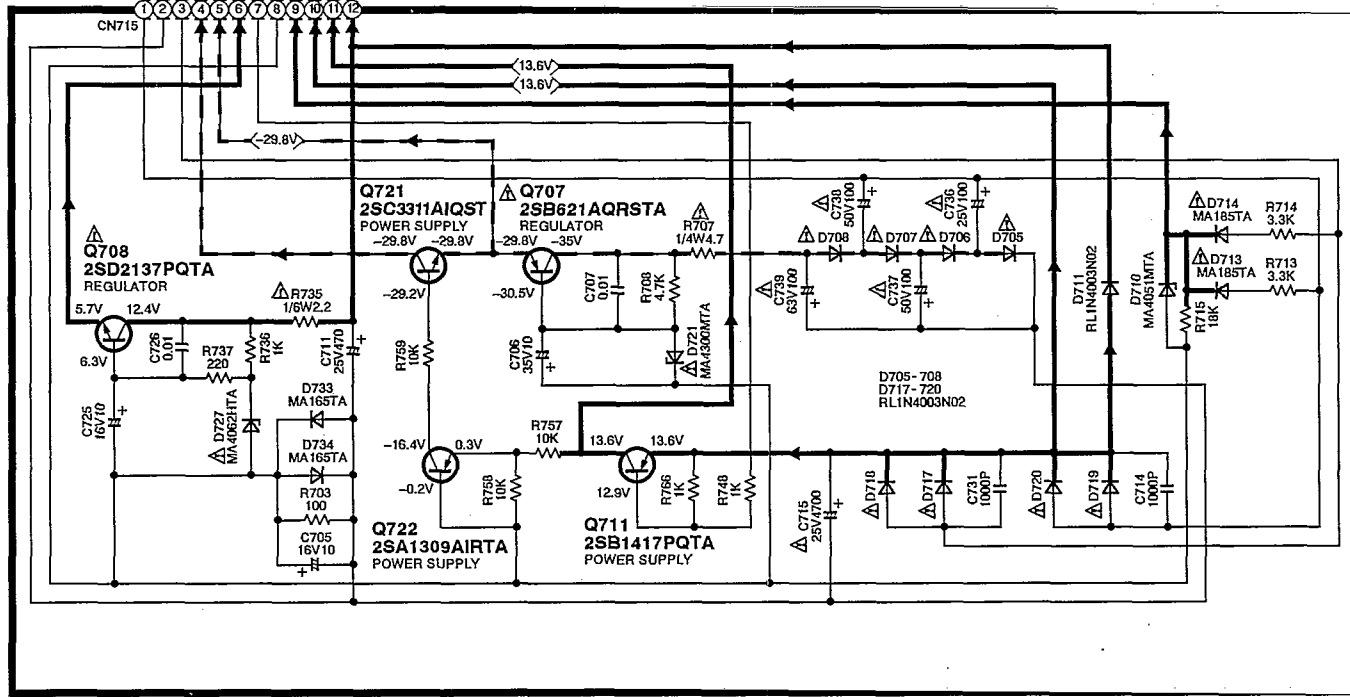 1 2 3 4 5 6 7 8 9 10 11 12
CN715
(13.6V)
(13.6V)
(-29.8V)
Q721
2SC3311AIQST
POWER SUPPLY
-29.8V -29.8V
-29.2V
Q707
2SB621AQRSTA
REGULATOR
-29.8V -35V
-30.5V
R707
1/4W4.7
C738
50V100
C736
25V100
D708
D707
D706
D705
C739
63V100
C737
50V100
D711
RL1N4003N02
D710
MA4051MTA
D714
MA185TA
R714
3.3K
D713
MA185TA
R713
3.3K
R715
18K
Q708
2SD2137PQTA
REGULATOR
5.7V 12.4V
6.3V
R735
1/6W2.2
C726
0.01
R737
220
R736
1K
C711
25V470
C725
16V10
D727
MA4062HTA
D733
MA165TA
D734
MA165TA
R703
100
C705
16V10
R759
10K
C707
0.01
R708
4.7K
C706
35V10
D721
MA4300MTA
D705-708
D717-720
RL1N4003N02
-16.4V 0.3V
-0.2V
Q722
2SA1309AIRTA
POWER SUPPLY
R757
10K
R758
10K
13.6V 13.6V
12.9V
Q711
2SB1417PQTA
POWER SUPPLY
R766
1K
R748
1K
C715
25V4700
D718
D717
C731
1000P
D720
D719
C714
1000P